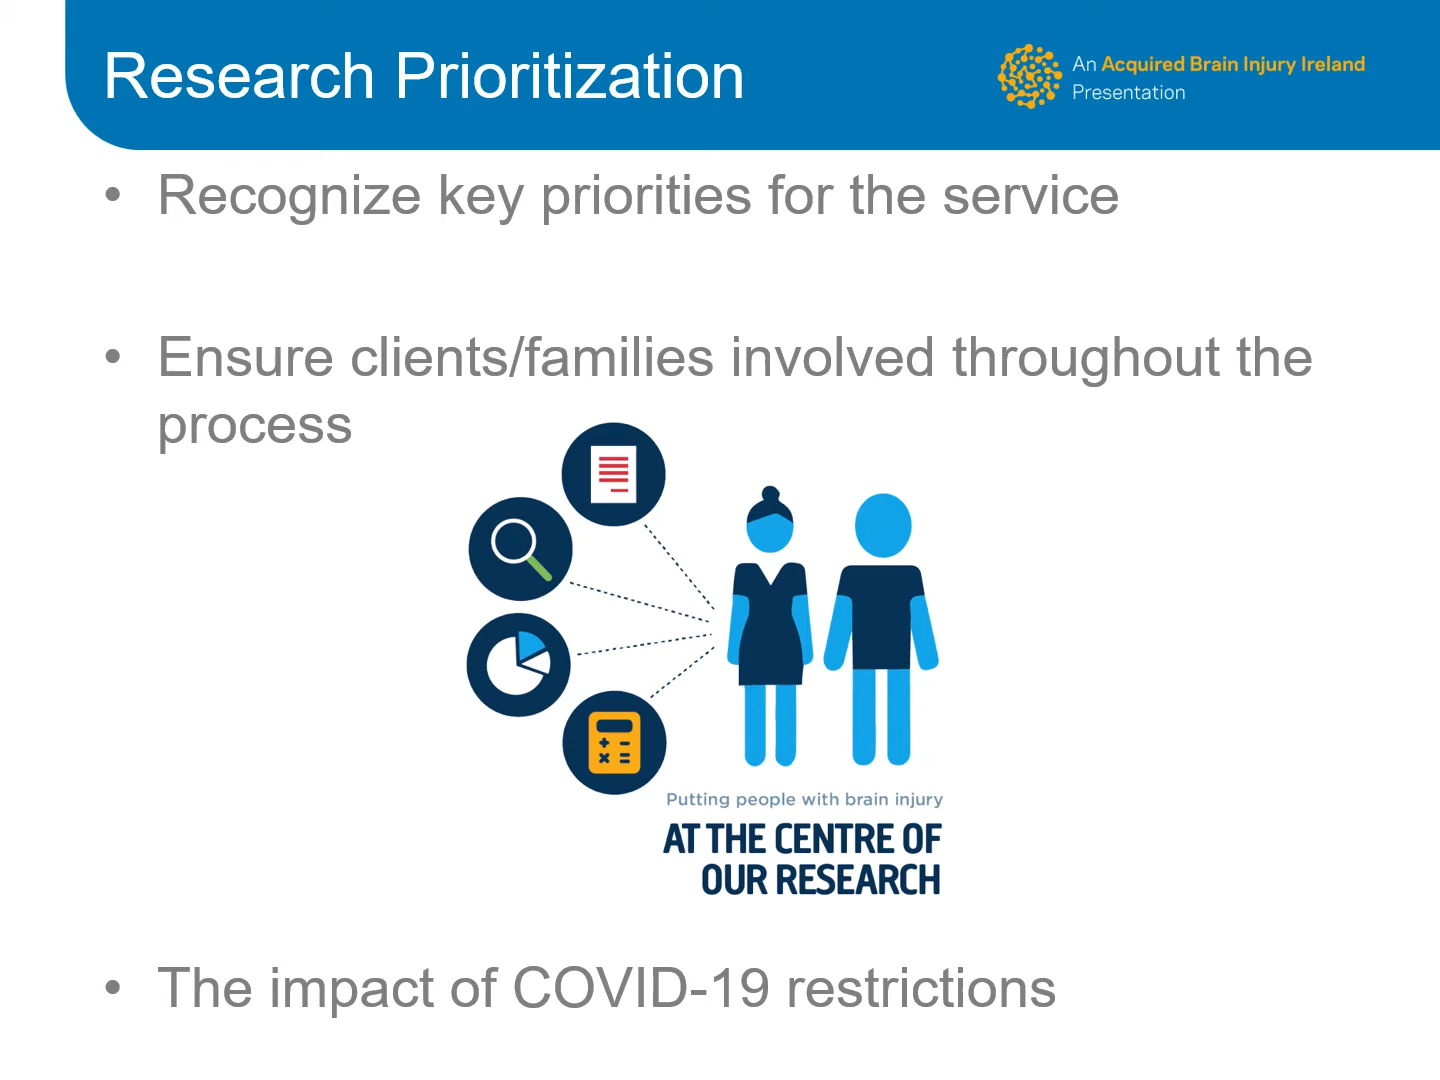 Research Prioritization
An Acquired Brain Injury Ireland
Presentation
• Recognize key priorities for the service
• Ensure clients/families involved throughout the
process
Putting people with brain injury
AT THE CENTRE OF
OUR RESEARCH
• The impact of COVID-19 restrictions